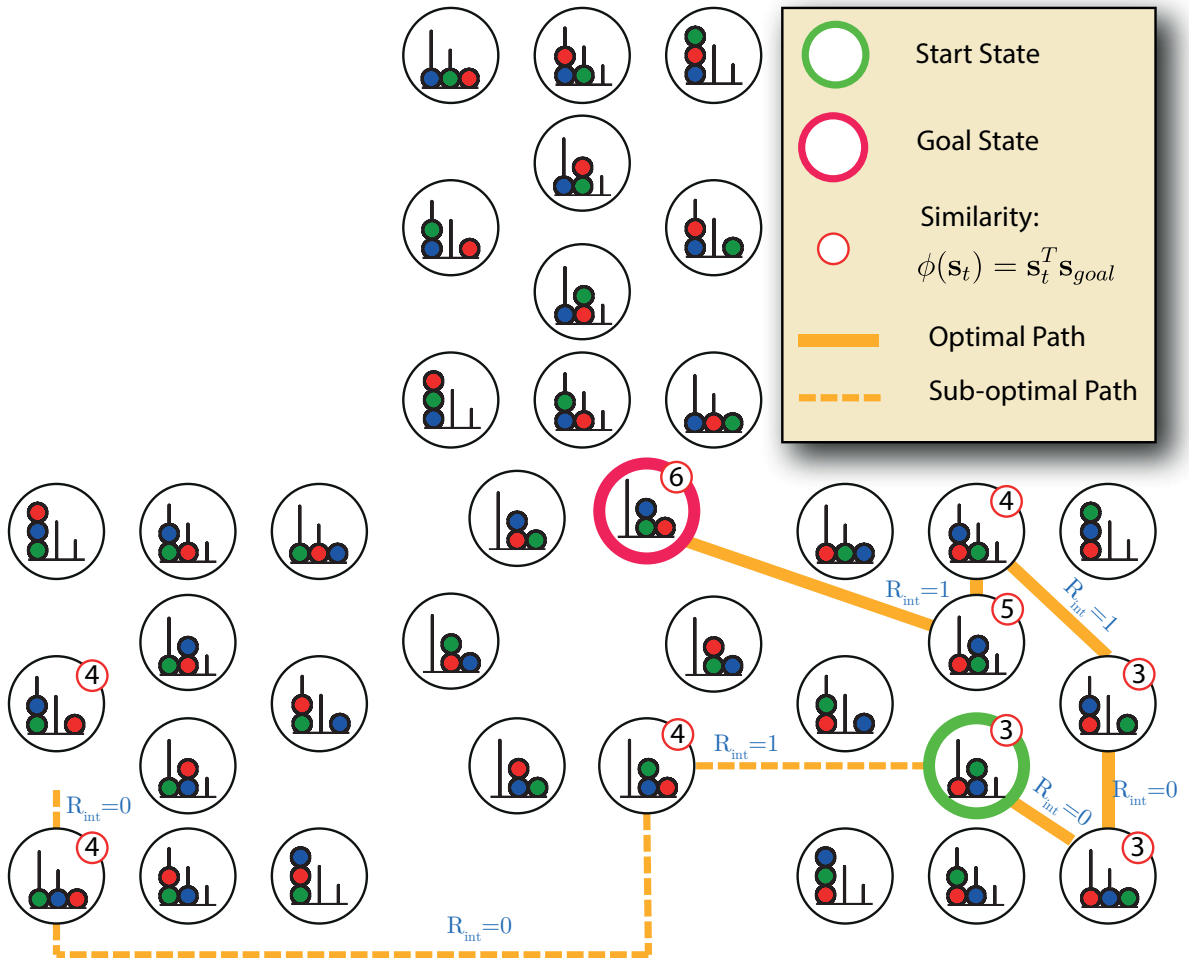 Start State
Goal State
Similarity:
ϕ(s_t) = s_t^T s_goal
Optimal Path
Sub-optimal Path
6
4
R_int=1
5
R_int=1
4
3
4
R_int=1
3
R_int=0
R_int=0
R_int=0
4
3
R_int=0